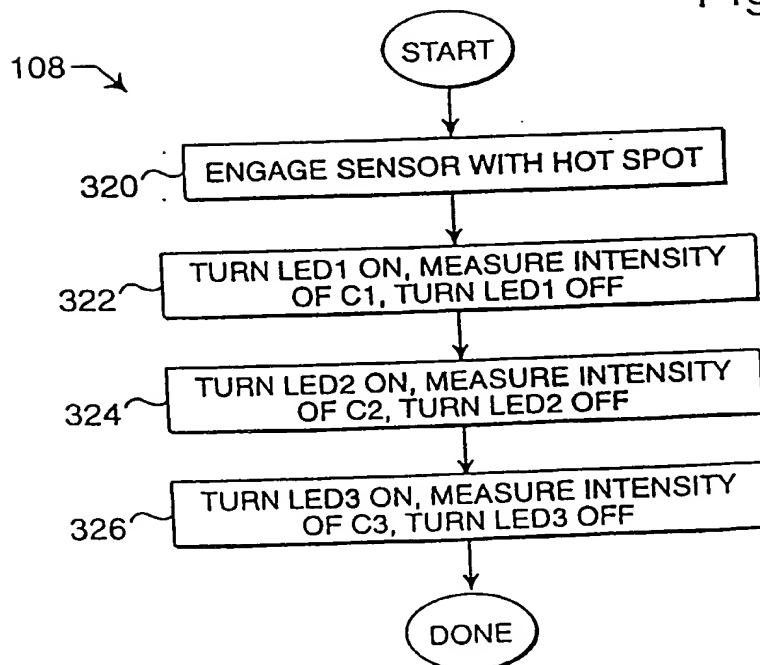 Fig
START
108
ENGAGE SENSOR WITH HOT SPOT
320
TURN LED1 ON, MEASURE INTENSITY
OF C1, TURN LED1 OFF
322
TURN LED2 ON, MEASURE INTENSITY
OF C2, TURN LED2 OFF
324
TURN LED3 ON, MEASURE INTENSITY
OF C3, TURN LED3 OFF
326
DONE